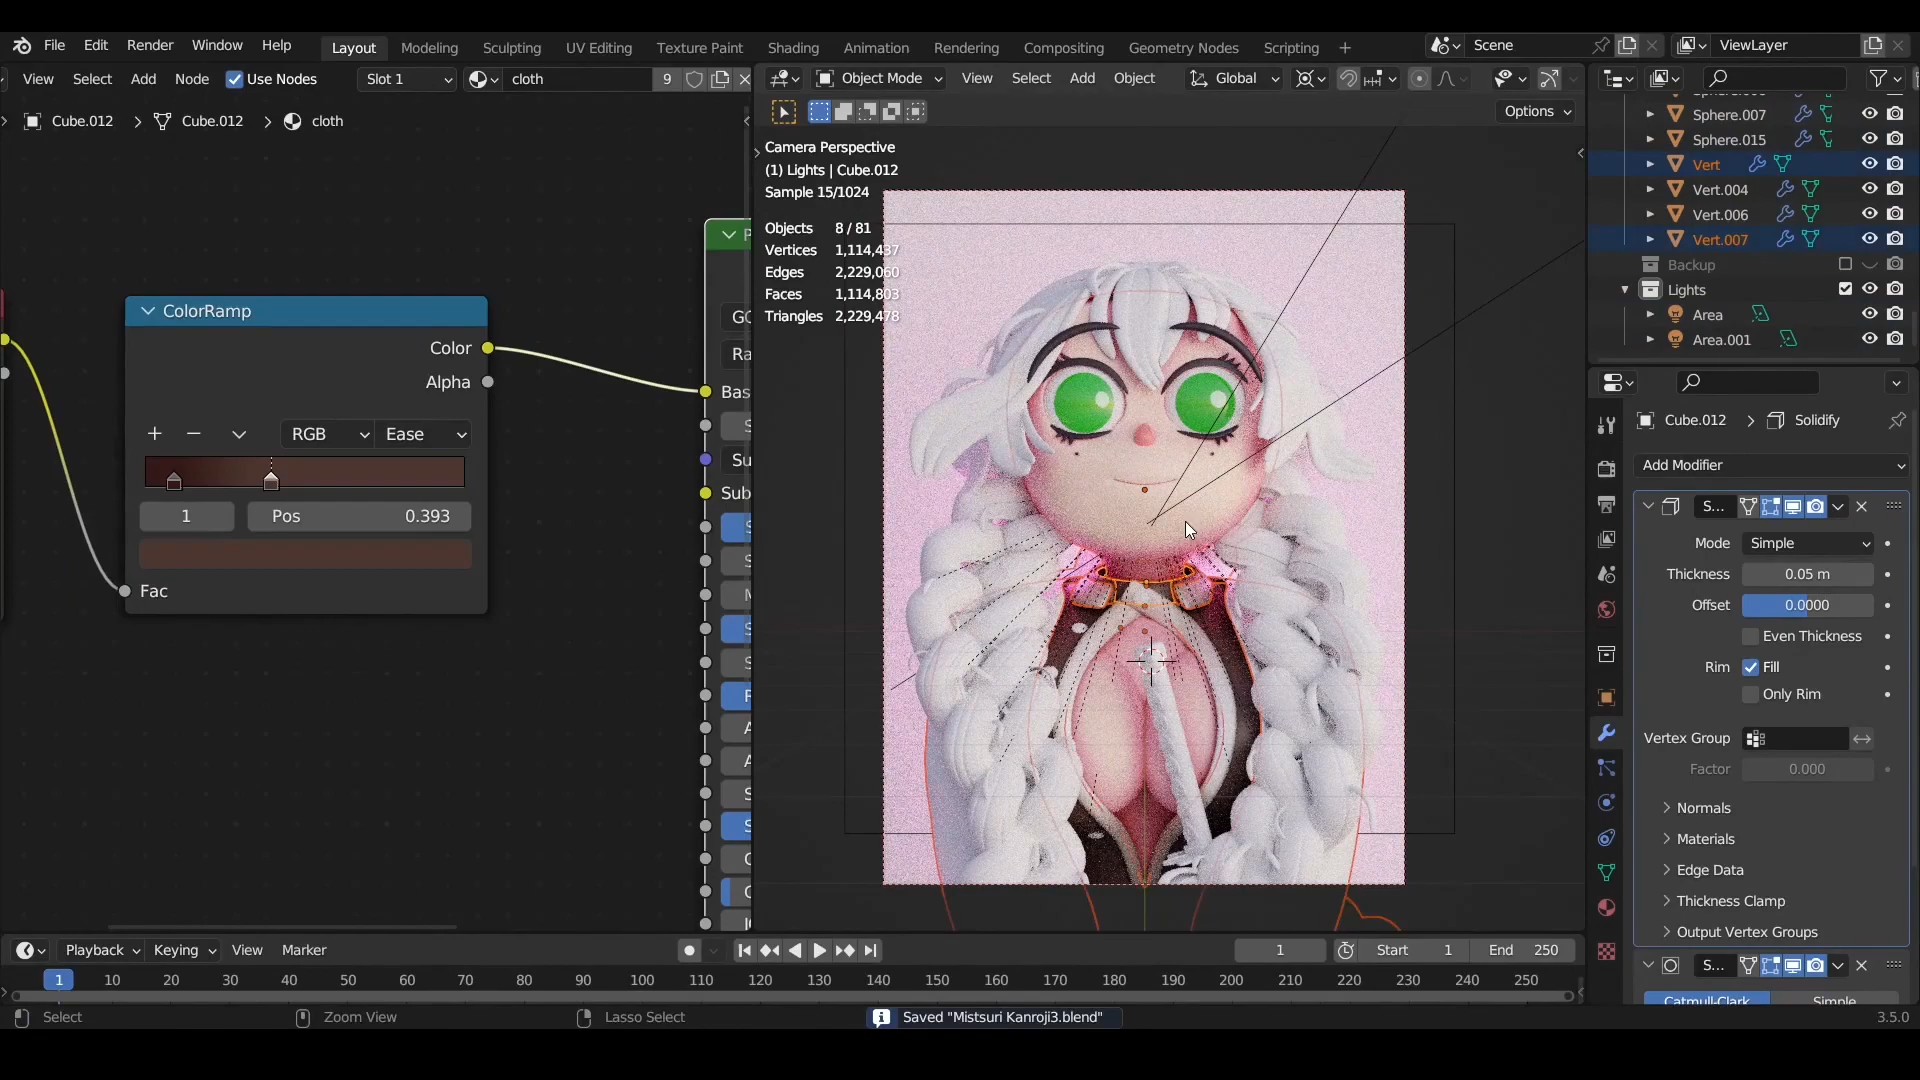 File Edit Render Window Help Layout Modeling Sculpting UV Editing Texture Paint Shading Animation Rendering Compositing Geometry Nodes Scripting + Scene ViewLayer
View Select Add Node Use Nodes Slot 1 cloth 9 Object Mode View Select Add Object Global
Options
Cube.012 > Cube.012 > cloth
Camera Perspective
(1) Lights | Cube.012
Sample 15/1024
Objects 8 / 81
Vertices 1,114,437
Edges 2,229,060
Faces 1,114,803
Triangles 2,229,478
ColorRamp
Color
Alpha
RGB Ease
1 Pos 0.393
Fac
Bas
Su
Sub
Sphere.007
Sphere.015
Vert
Vert.004
Vert.006
Vert.007
Backup
Lights
Area
Area.001
Cube.012 > Solidify
Add Modifier
S...
Mode Simple
Thickness 0.05 m
Offset 0.0000
Even Thickness
Rim Fill
Only Rim
Vertex Group
Factor 0.000
Normals
Materials
Edge Data
Thickness Clamp
Output Vertex Groups
S...
Catmull-Clark Simple
Playback Keying View Marker 1 Start 1 End 250
1 10 20 30 40 50 60 70 80 90 100 110 120 130 140 150 160 170 180 190 200 210 220 230 240 250
Select Zoom View Lasso Select Saved "Mistsuri Kanroji3.blend" 3.5.0